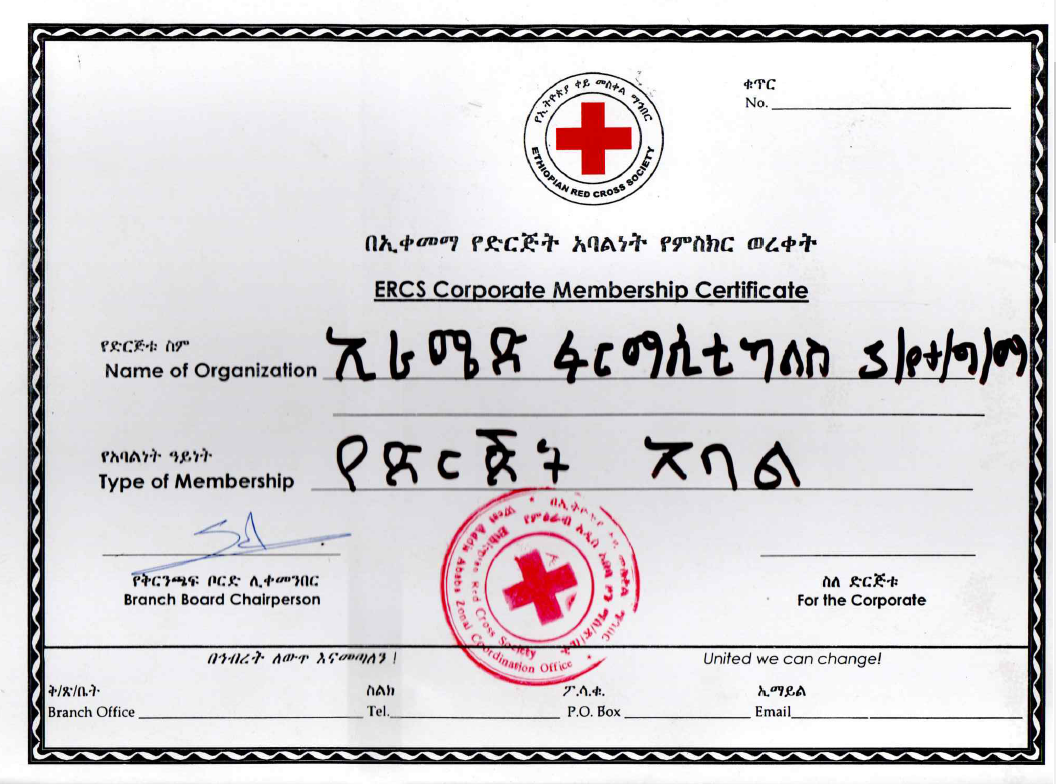 የኢትዮጵያ ቀይ መስቀል ማኅበር
ETHIOPIAN RED CROSS SOCIETY
ቁጥር
No.
በኢቀመማ የድርጅት አባልነት የምስክር ወረቀት
ERCS Corporate Membership Certificate
የድርጅቱ ስም
Name of Organization ኢራሜድ ፋርማሲቲካልስ ኃ/የተ/የግ/ማ
የአባልነት ዓይነት
Type of Membership የድርጅት አባል
የቅርንጫፍ ቦርድ ሊቀመንበር
Branch Board Chairperson
ስለ ድርጅቱ
For the Corporate
Red Cross Society
Addis Ababa Zonal Coordination Office
በኅብረት ለውጥ እናመጣለን !
United we can change!
ቅ/ጽ/ቤት
Branch Office
ስልክ
Tel.
ፖ.ሳ.ቁ.
P.O. Box
ኢ.ማይል
Email